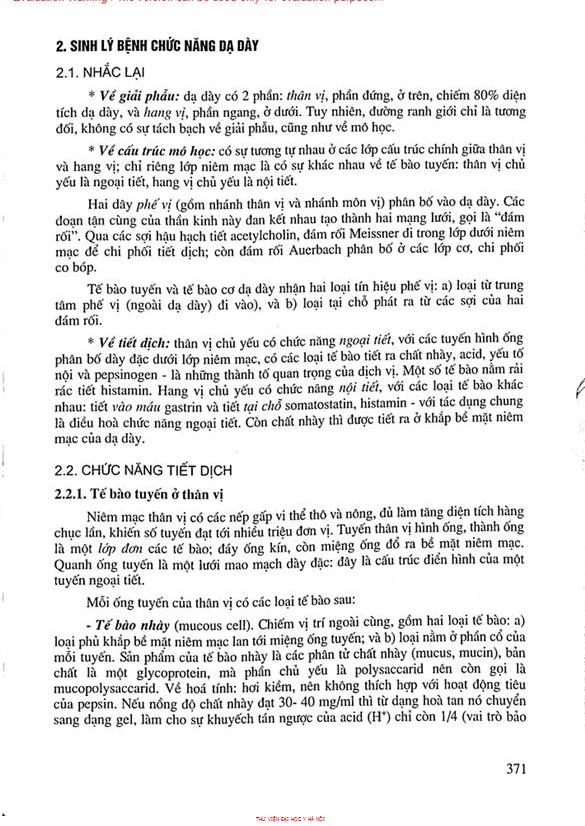 2. SINH LÝ BỆNH CHỨC NĂNG DẠ DÀY
2.1. NHẮC LẠI
* Về giải phẫu: dạ dày có 2 phần: thân vị, phần đứng, ở trên, chiếm 80% diện
tích dạ dày, và hang vị, phần ngang, ở dưới. Tuy nhiên, đường ranh giới chỉ là tương
đối, không có sự tách bạch về giải phẫu, cũng như về mô học.
* Về cấu trúc mô học: có sự tương tự nhau ở các lớp cấu trúc chính giữa thân vị
và hang vị; chỉ riêng lớp niêm mạc là có sự khác nhau về tế bào tuyến: thân vị chủ
yếu là ngoại tiết, hang vị chủ yếu là nội tiết.
Hai dây phế vị (gồm nhánh thân vị và nhánh môn vị) phân bố vào dạ dày. Các
đoạn tận cùng của thần kinh này đan kết nhau tạo thành hai mạng lưới, gọi là “đám
rối”. Qua các sợi hậu hạch tiết acetylcholin, đám rối Meissner đi trong lớp dưới niêm
mạc để chi phối tiết dịch; còn đám rối Auerbach phân bố ở các lớp cơ, chi phối
co bóp.
Tế bào tuyến và tế bào cơ dạ dày nhận hai loại tín hiệu phế vị: a) loại từ trung
tâm phế vị (ngoài dạ dày) đi vào), và b) loại tại chỗ phát ra từ các sợi của hai
đám rối.
* Về tiết dịch: thân vị chủ yếu có chức năng ngoại tiết, với các tuyến hình ống
phân bố dày đặc dưới lớp niêm mạc, có các loại tế bào tiết ra chất nhày, acid, yếu tố
nội và pepsinogen - là những thành tố quan trọng của dịch vị. Một số tế bào nằm rải
rác tiết histamin. Hang vị chủ yếu có chức năng nội tiết, với các loại tế bào khác
nhau: tiết vào máu gastrin và tiết tại chỗ somatostatin, histamin - với tác dụng chung
là điều hoà chức năng ngoại tiết. Còn chất nhày thì được tiết ra ở khắp bề mặt niêm
mạc của dạ dày.
2.2. CHỨC NĂNG TIẾT DỊCH
2.2.1. Tế bào tuyến ở thân vị
Niêm mạc thân vị có các nếp gấp vi thể thô và nông, đủ làm tăng diện tích hàng
chục lần, khiến số tuyến đạt tới nhiều triệu đơn vị. Tuyến thân vị hình ống, thành ống
là một lớp đơn các tế bào; đáy ống kín, còn miệng ống đổ ra bề mặt niêm mạc.
Quanh ống tuyến là một lưới mao mạch dày đặc: đây là cấu trúc điển hình của một
tuyến ngoại tiết.
Mỗi ống tuyến của thân vị có các loại tế bào sau:
- Tế bào nhày (mucous cell). Chiếm vị trí ngoài cùng, gồm hai loại tế bào: a)
loại phủ khắp bề mặt niêm mạc lan tới miệng ống tuyến; và b) loại nằm ở phần cổ của
mỗi tuyến. Sản phẩm của tế bào nhày là các phân tử chất nhày (mucus, mucin), bản
chất là một glycoprotein, mà phần chủ yếu là polysaccarid nên còn gọi là
mucopolysaccarid. Về hoá tính: hơi kiềm, nên không thích hợp với hoạt động tiêu
của pepsin. Nếu nồng độ chất nhày đạt 30- 40 mg/ml thì từ dạng hoà tan nó chuyển
sang dạng gel, làm cho sự khuyếch tán ngược của acid (H⁺) chỉ còn 1/4 (vai trò bảo
371
THƯ VIỆN ĐẠI HỌC Y HÀ NỘI